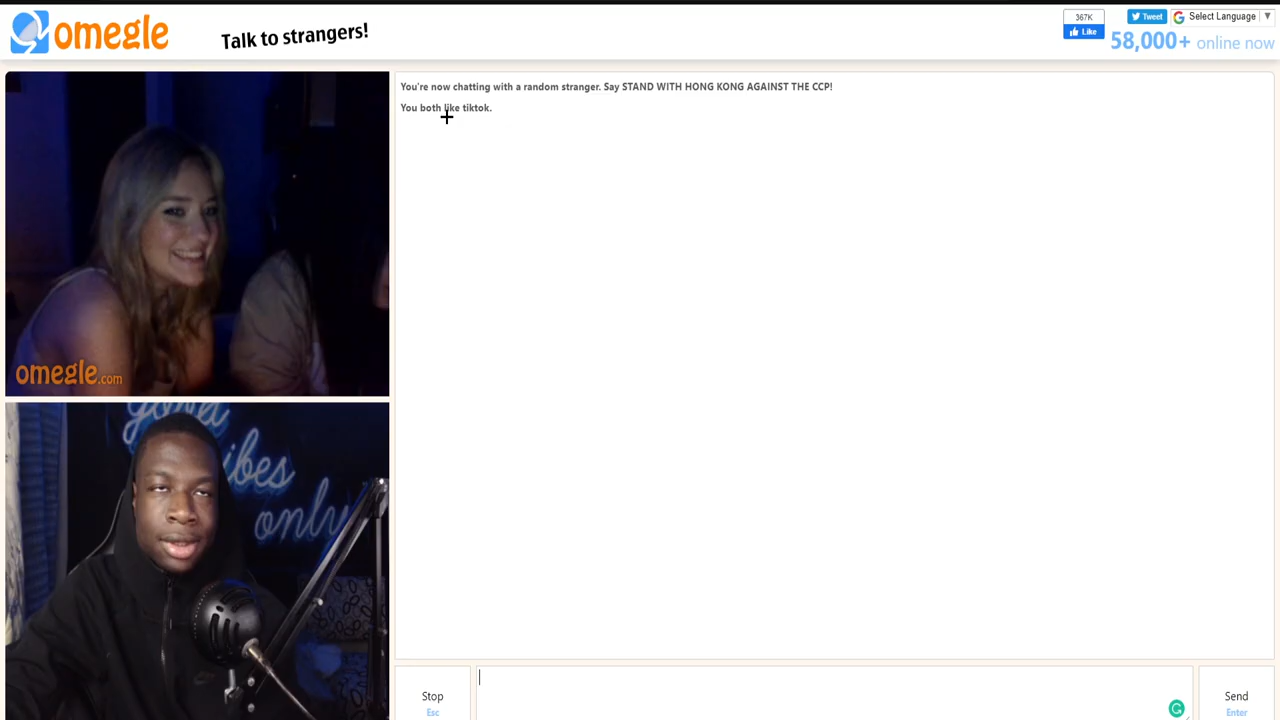 omegle
Talk to strangers!
367K
Like
Tweet
G Select Language ▼
58,000+ online now
You're now chatting with a random stranger. Say STAND WITH HONG KONG AGAINST THE CCP!
You both like tiktok.
omegle.com
good
vibes
only
Stop
Esc
Send
Enter